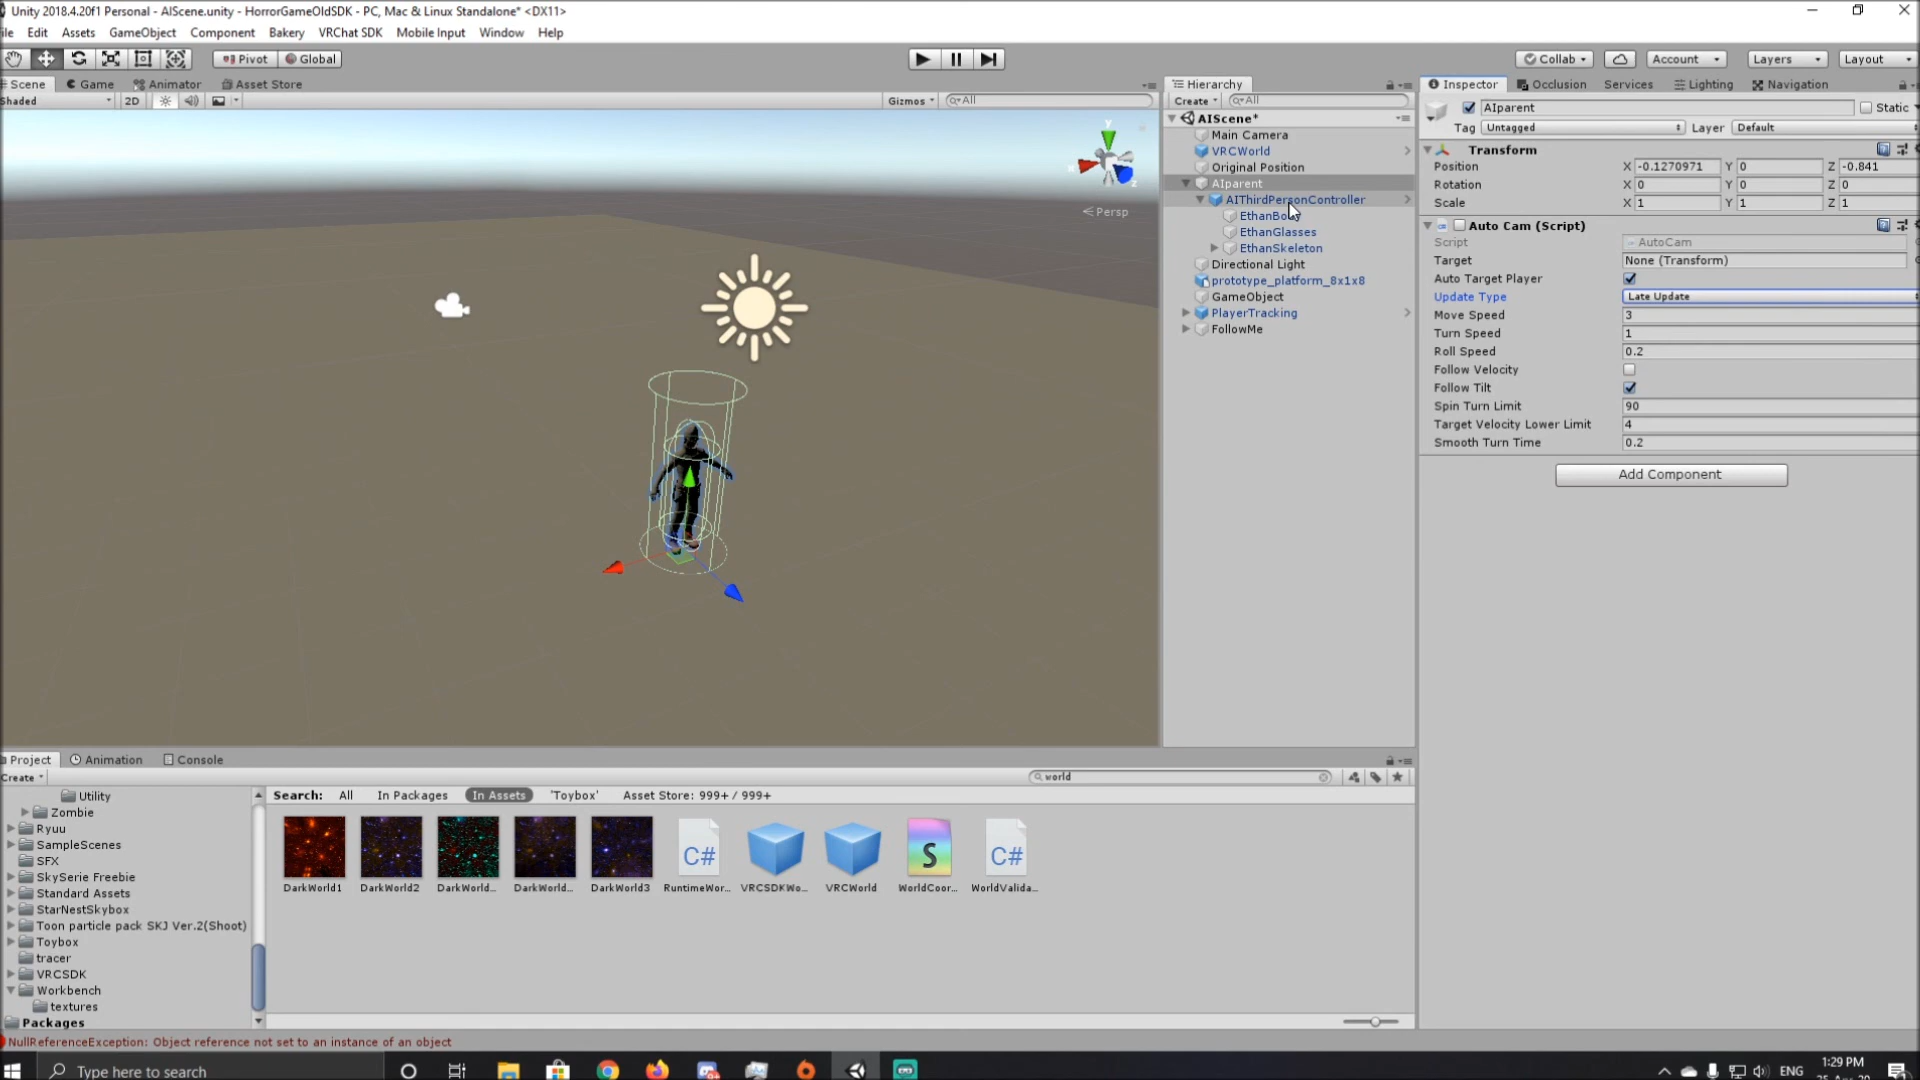 Unity 2018.4.20f1 Personal - AIScene.unity - HorrorGameOldSDK - PC, Mac & Linux Standalone* <DX11>
ile Edit Assets GameObject Component Bakery VRChat SDK Mobile Input Window Help
Pivot Global Collab Account Layers Layout
Scene Game Animator Asset Store
Shaded 2D Gizmos All
y
x
z
Persp
Hierarchy
Create All
AIScene*
Main Camera
VRCWorld
Original Position
AIparent
AIThirdPersonController
EthanBody
EthanGlasses
EthanSkeleton
Directional Light
prototype_platform_8x1x8
GameObject
PlayerTracking
FollowMe
Inspector Occlusion Services Lighting Navigation
AIparent Static
Tag Untagged Layer Default
Transform
Position X -0.1270971 Y 0 Z -0.841
Rotation X 0 Y 0 Z 0
Scale X 1 Y 1 Z 1
Auto Cam (Script)
Script AutoCam
Target None (Transform)
Auto Target Player
Update Type Late Update
Move Speed 3
Turn Speed 1
Roll Speed 0.2
Follow Velocity
Follow Tilt
Spin Turn Limit 90
Target Velocity Lower Limit 4
Smooth Turn Time 0.2
Add Component
Project Animation Console
Create world
Utility
Zombie
Ryuu
SampleScenes
SFX
SkySerie Freebie
Standard Assets
StarNestSkybox
Toon particle pack SKJ Ver.2(Shoot)
Toybox
tracer
VRCSDK
Workbench
textures
Packages
Search: All In Packages In Assets 'Toybox' Asset Store: 999+ / 999+
C# S C#
DarkWorld1 DarkWorld2 DarkWorld... DarkWorld... DarkWorld3 RuntimeWor... VRCSDKWo... VRCWorld WorldCoor... WorldValida...
NullReferenceException: Object reference not set to an instance of an object
Type here to search
ENG
1:29 PM